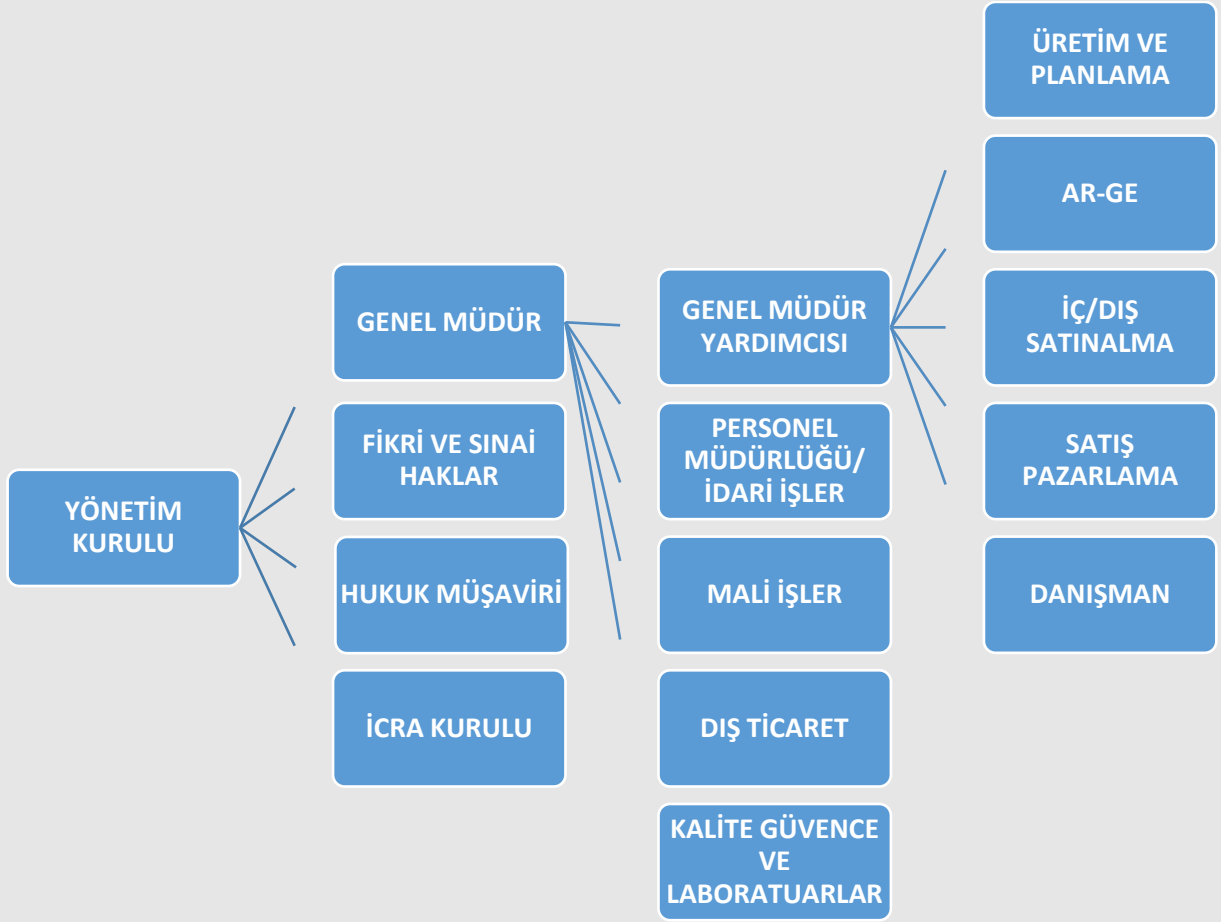 YÖNETİM
KURULU
GENEL MÜDÜR
FİKRİ VE SINAİ
HAKLAR
HUKUK MÜŞAVİRİ
İCRA KURULU
GENEL MÜDÜR
YARDIMCISI
PERSONEL
MÜDÜRLÜĞÜ/
İDARİ İŞLER
MALİ İŞLER
DIŞ TİCARET
KALİTE GÜVENCE
VE
LABORATUARLAR
ÜRETİM VE
PLANLAMA
AR-GE
İÇ/DIŞ
SATINALMA
SATIŞ
PAZARLAMA
DANIŞMAN